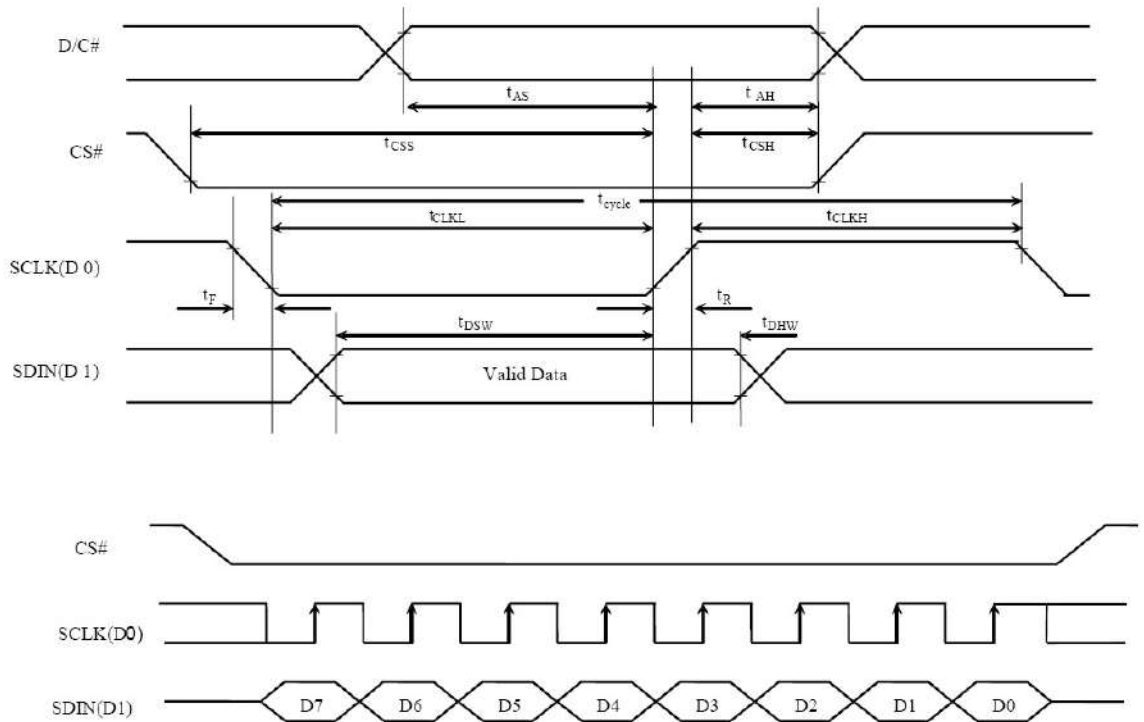 D/C#
tAS
t AH
tCSS
tCSH
CS#
tcycle
tCLKL
tCLKH
SCLK(D 0)
tF
tR
tDSW
tDHW
SDIN(D 1)
Valid Data
CS#
SCLK(D0)
SDIN(D1)
D7 D6 D5 D4 D3 D2 D1 D0